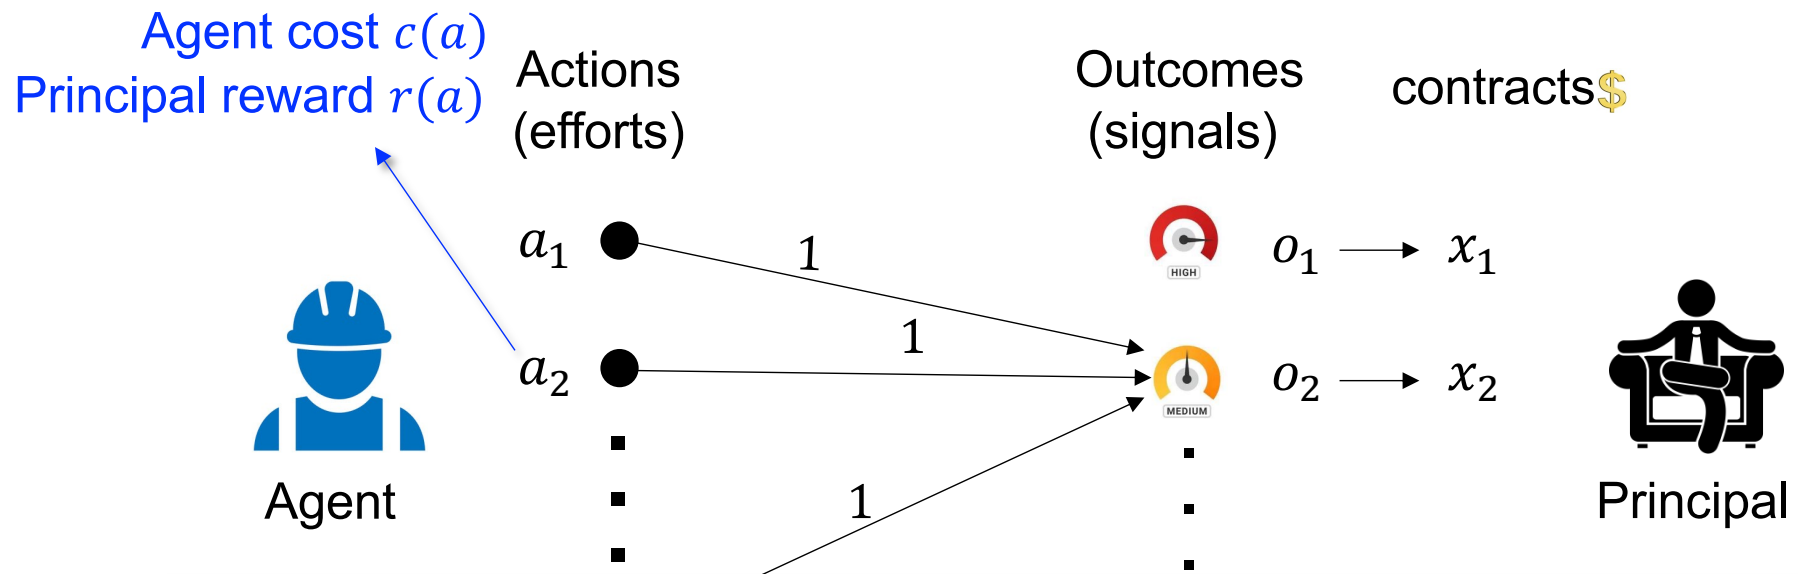 Agent cost c(a)
Principal reward r(a)
Actions
(efforts)
Outcomes
(signals)
contracts$
a₁
1
HIGH
o₁
x₁
a₂
1
MEDIUM
o₂
x₂
1
Agent
Principal